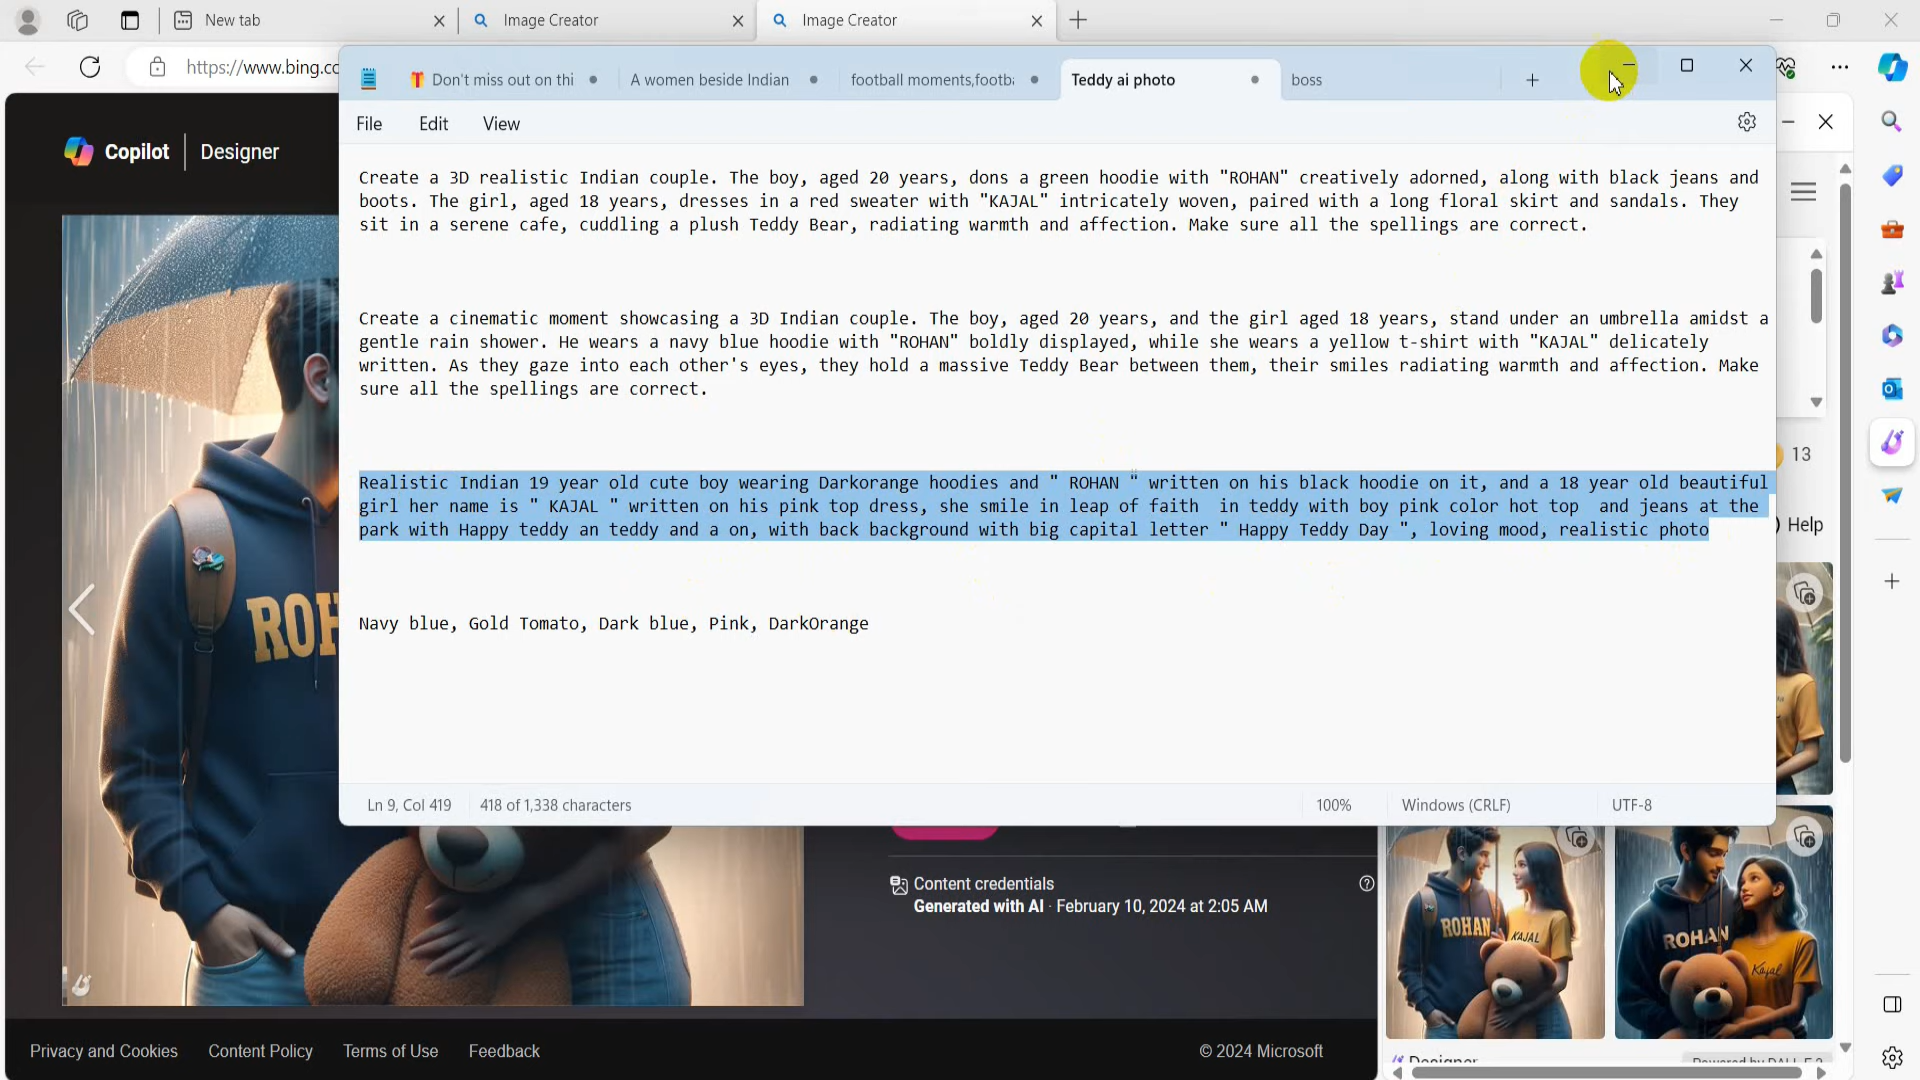 New tab
Image Creator
Image Creator
https://www.bing.co
Don't miss out on thi
A women beside Indian
football moments,footba
Teddy ai photo
boss
File
Edit
View
Copilot
Designer
Create a 3D realistic Indian couple. The boy, aged 20 years, dons a green hoodie with "ROHAN" creatively adorned, along with black jeans and
boots. The girl, aged 18 years, dresses in a red sweater with "KAJAL" intricately woven, paired with a long floral skirt and sandals. They
sit in a serene cafe, cuddling a plush Teddy Bear, radiating warmth and affection. Make sure all the spellings are correct.
Create a cinematic moment showcasing a 3D Indian couple. The boy, aged 20 years, and the girl aged 18 years, stand under an umbrella amidst a
gentle rain shower. He wears a navy blue hoodie with "ROHAN" boldly displayed, while she wears a yellow t-shirt with "KAJAL" delicately
written. As they gaze into each other's eyes, they hold a massive Teddy Bear between them, their smiles radiating warmth and affection. Make
sure all the spellings are correct.
Realistic Indian 19 year old cute boy wearing Darkorange hoodies and " ROHAN " written on his black hoodie on it, and a 18 year old beautiful
girl her name is " KAJAL " written on his pink top dress, she smile in leap of faith  in teddy with boy pink color hot top  and jeans at the
park with Happy teddy an teddy and a on, with back background with big capital letter " Happy Teddy Day ", loving mood, realistic photo
Navy blue, Gold Tomato, Dark blue, Pink, DarkOrange
Ln 9, Col 419
418 of 1,338 characters
100%
Windows (CRLF)
UTF-8
13
Help
ROH
Content credentials
Generated with AI · February 10, 2024 at 2:05 AM
ROHAN
KAJAL
ROHAN
Kajal
Designer
Powered by DALL·E 3
Privacy and Cookies
Content Policy
Terms of Use
Feedback
© 2024 Microsoft